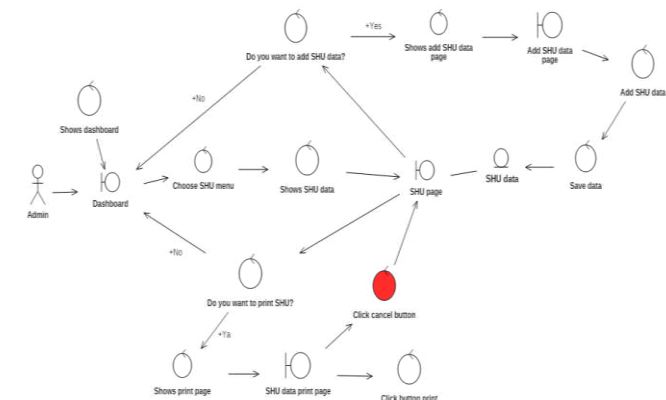 +Yes
Do you want to add SHU data?
Shows add SHU data
page
Add SHU data
page
Add SHU data
+No
Shows dashboard
Admin
Dashboard
Choose SHU menu
Shows SHU data
SHU page
SHU data
Save data
+No
Do you want to print SHU?
Click cancel button
+Ya
Shows print page
SHU data print page
Click button print